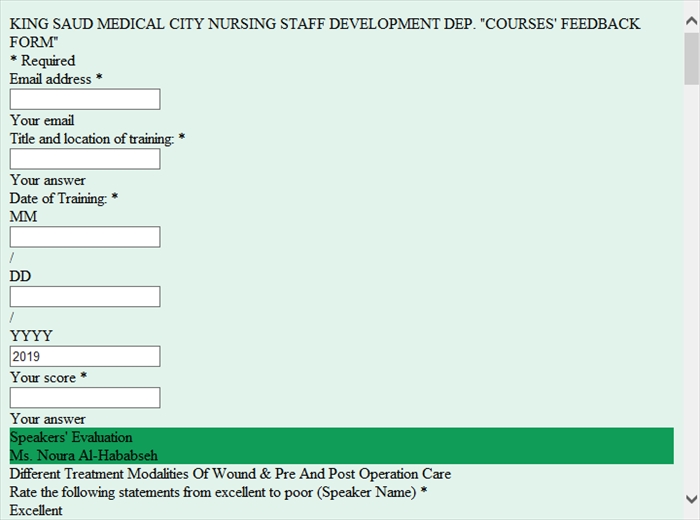 KING SAUD MEDICAL CITY NURSING STAFF DEVELOPMENT DEP. "COURSES' FEEDBACK
FORM"
* Required
Email address *
Your email
Title and location of training: *
Your answer
Date of Training: *
MM
/
DD
/
YYYY
2019
Your score *
Your answer
Speakers' Evaluation
Ms. Noura Al-Hababseh
Different Treatment Modalities Of Wound & Pre And Post Operation Care
Rate the following statements from excellent to poor (Speaker Name) *
Excellent